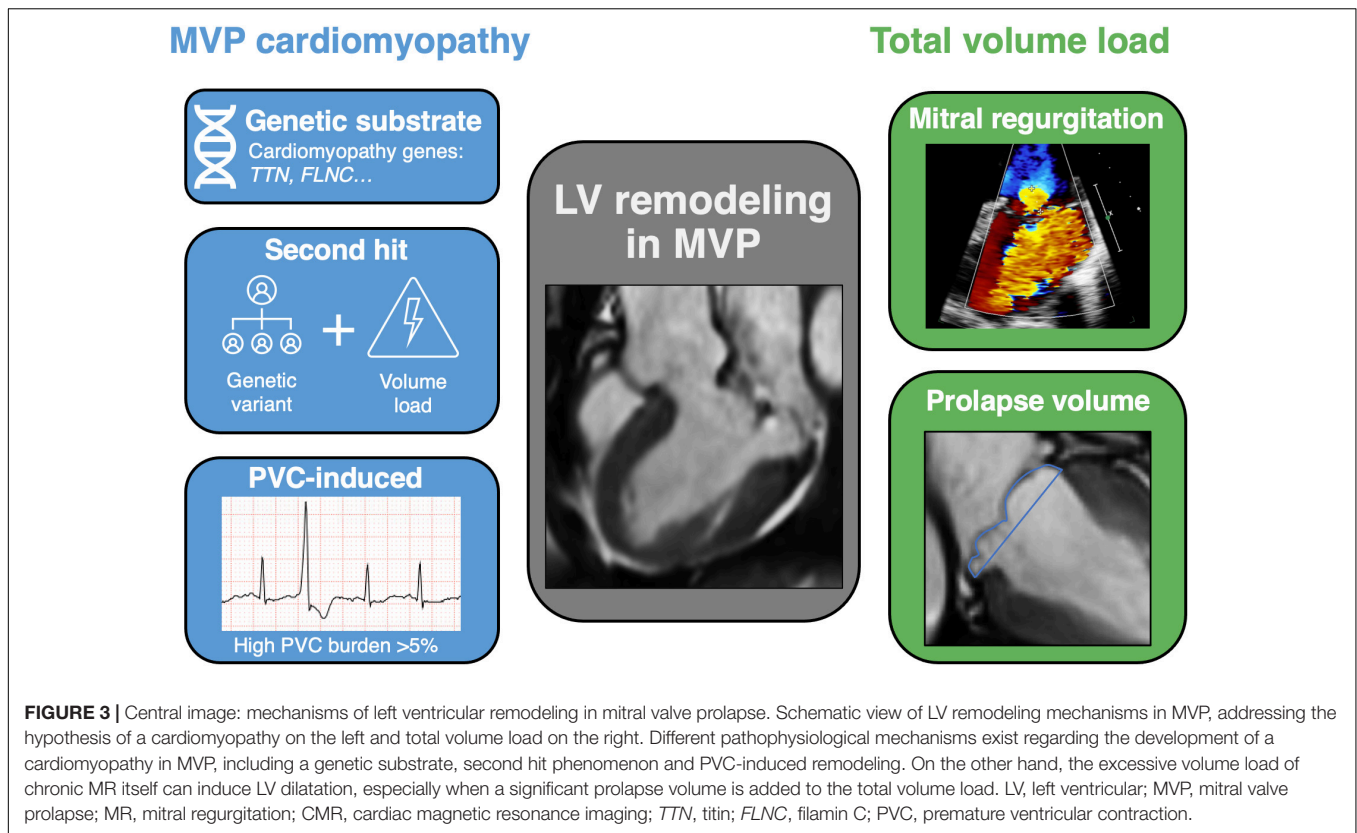 MVP cardiomyopathy
Total volume load
Genetic substrate
Cardiomyopathy genes:
TTN, FLNC...
Second hit
+
Genetic
variant
Volume
load
PVC-induced
High PVC burden >5%
LV remodeling
in MVP
Mitral regurgitation
Prolapse volume
FIGURE 3 | Central image: mechanisms of left ventricular remodeling in mitral valve prolapse. Schematic view of LV remodeling mechanisms in MVP, addressing the
hypothesis of a cardiomyopathy on the left and total volume load on the right. Different pathophysiological mechanisms exist regarding the development of a
cardiomyopathy in MVP, including a genetic substrate, second hit phenomenon and PVC-induced remodeling. On the other hand, the excessive volume load of
chronic MR itself can induce LV dilatation, especially when a significant prolapse volume is added to the total volume load. LV, left ventricular; MVP, mitral valve
prolapse; MR, mitral regurgitation; CMR, cardiac magnetic resonance imaging; TTN, titin; FLNC, filamin C; PVC, premature ventricular contraction.